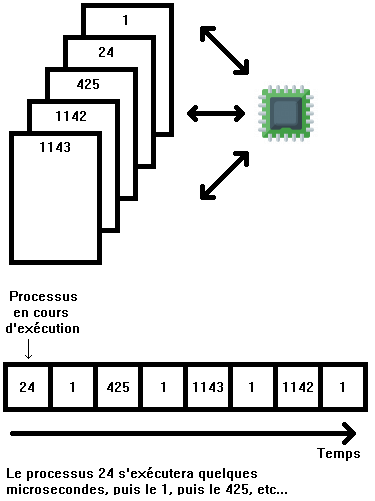 1
24
425
1142
1143
Processus
en cours
d'exécution
24 1 425 1 1143 1 1142 1
Temps
Le processus 24 s'exécutera quelques
microsecondes, puis le 1, puis le 425, etc...